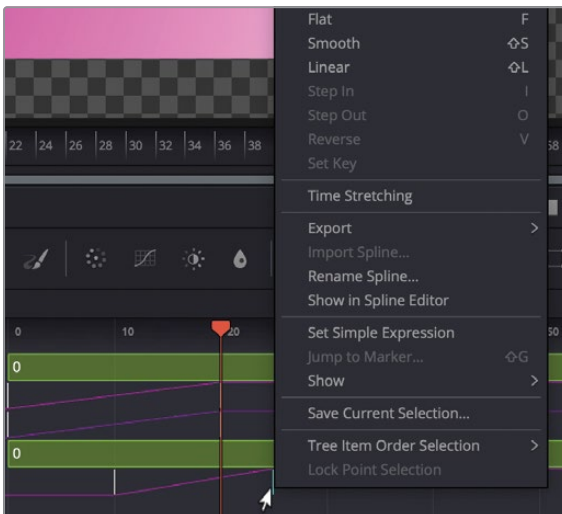 Flat F
Smooth ⇧S
Linear ⇧L
Step In I
Step Out O
Reverse V
Set Key
22 24 26 28 30 32 34 36 38 58
Time Stretching
Export >
Import Spline...
Rename Spline...
Show in Spline Editor
0 10 20 50
Set Simple Expression
0
Jump to Marker... ⇧G
Show >
Save Current Selection...
0
Tree Item Order Selection >
Lock Point Selection